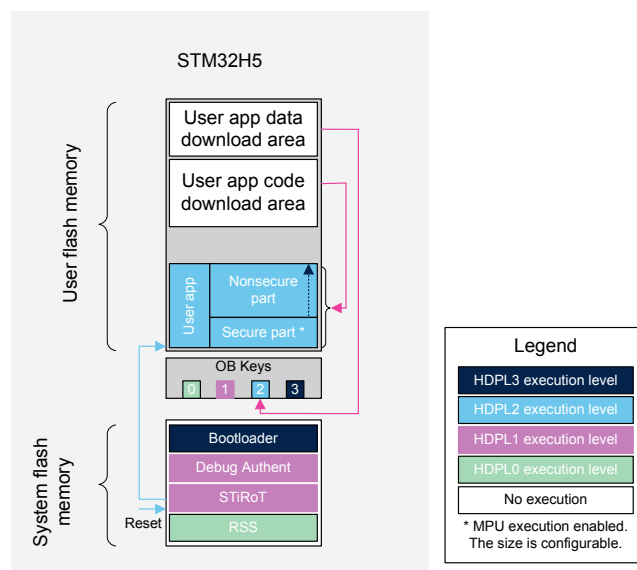 STM32H5
User flash memory
User app data
download area
User app code
download area
User app
Nonsecure
part
Secure part *
OB Keys
0 1 2 3
System flash
memory
Bootloader
Debug Authent
STiRoT
Reset
RSS
Legend
HDPL3 execution level
HDPL2 execution level
HDPL1 execution level
HDPL0 execution level
No execution
* MPU execution enabled.
The size is configurable.